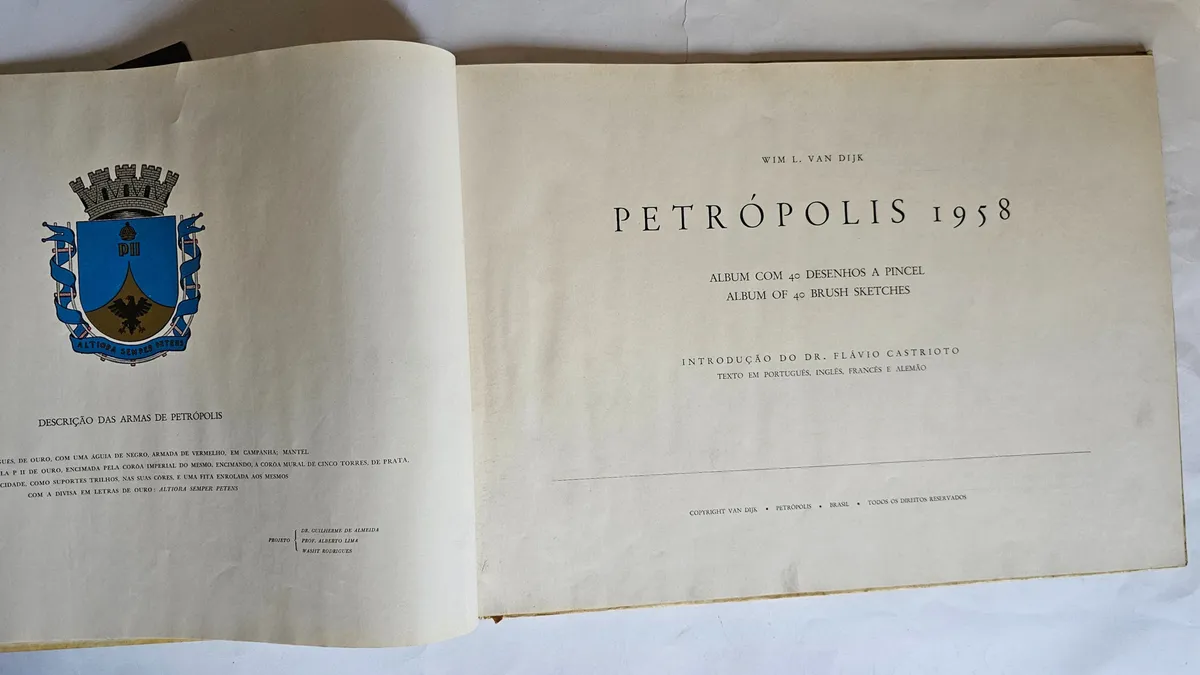 P II
ALTIORA SEMPER PETENS
DESCRIÇÃO DAS ARMAS DE PETRÓPOLIS
DE OURO, COM UMA ÁGUIA DE NEGRO, ARMADA DE VERMELHO, EM CAMPANHA; MANTEL
P II DE OURO, ENCIMADA PELA COROA IMPERIAL DO MESMO, ENCIMANDO, A COROA MURAL DE CINCO TORRES, DE PRATA,
CIDADE, COMO SUPORTES TRILHOS, NAS SUAS CORES, E UMA FITA ENROLADA AOS MESMOS
COM A DIVISA EM LETRAS DE OURO: ALTIORA SEMPER PETENS
PROJETO
DR. GUILHERME DE ALMEIDA
PROF. ALBERTO LIMA
WASHT RODRIGUES
WIM L. VAN DIJK
PETRÓPOLIS 1958
ALBUM COM 40 DESENHOS A PINCEL
ALBUM OF 40 BRUSH SKETCHES
INTRODUÇÃO DO DR. FLÁVIO CASTRIOTO
TEXTO EM PORTUGUÊS, INGLÊS, FRANCÊS E ALEMÃO
COPYRIGHT VAN DIJK • PETRÓPOLIS • BRASIL • TODOS OS DIREITOS RESERVADOS